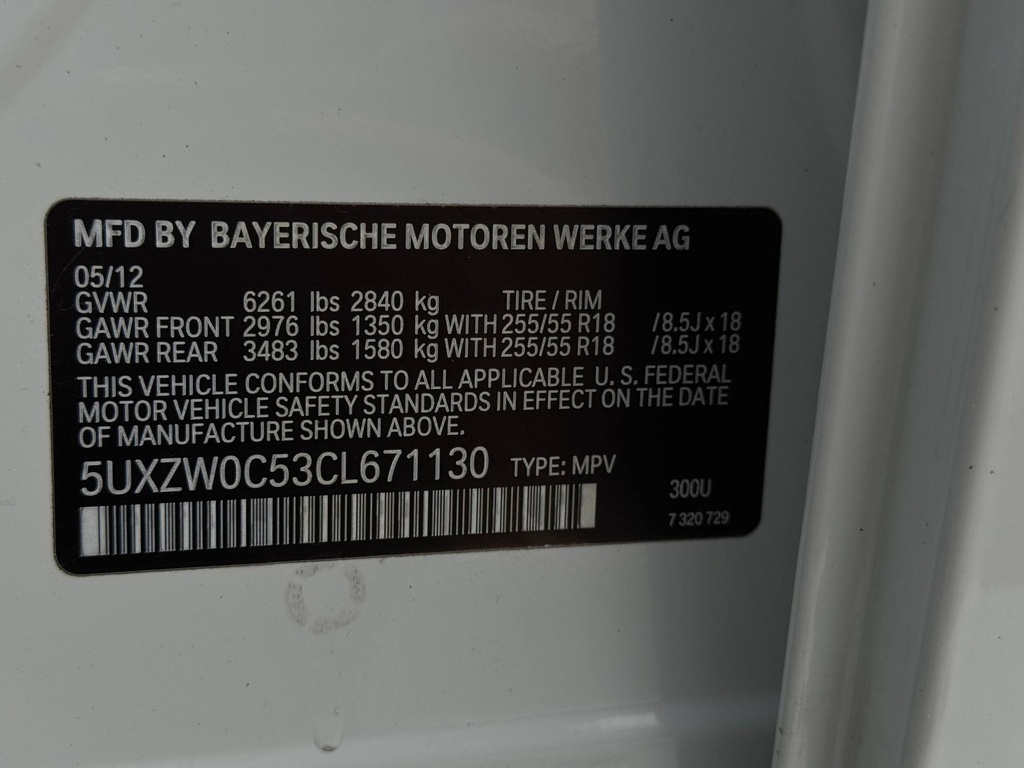 MFD BY BAYERISCHE MOTOREN WERKE AG
05/12
GVWR 6261 lbs 2840 kg TIRE / RIM
GAWR FRONT 2976 lbs 1350 kg WITH 255/55 R18 /8.5J x 18
GAWR REAR 3483 lbs 1580 kg WITH 255/55 R18 /8.5J x 18
THIS VEHICLE CONFORMS TO ALL APPLICABLE U. S. FEDERAL
MOTOR VEHICLE SAFETY STANDARDS IN EFFECT ON THE DATE
OF MANUFACTURE SHOWN ABOVE.
5UXZW0C53CL671130 TYPE: MPV
300U
7 320 729